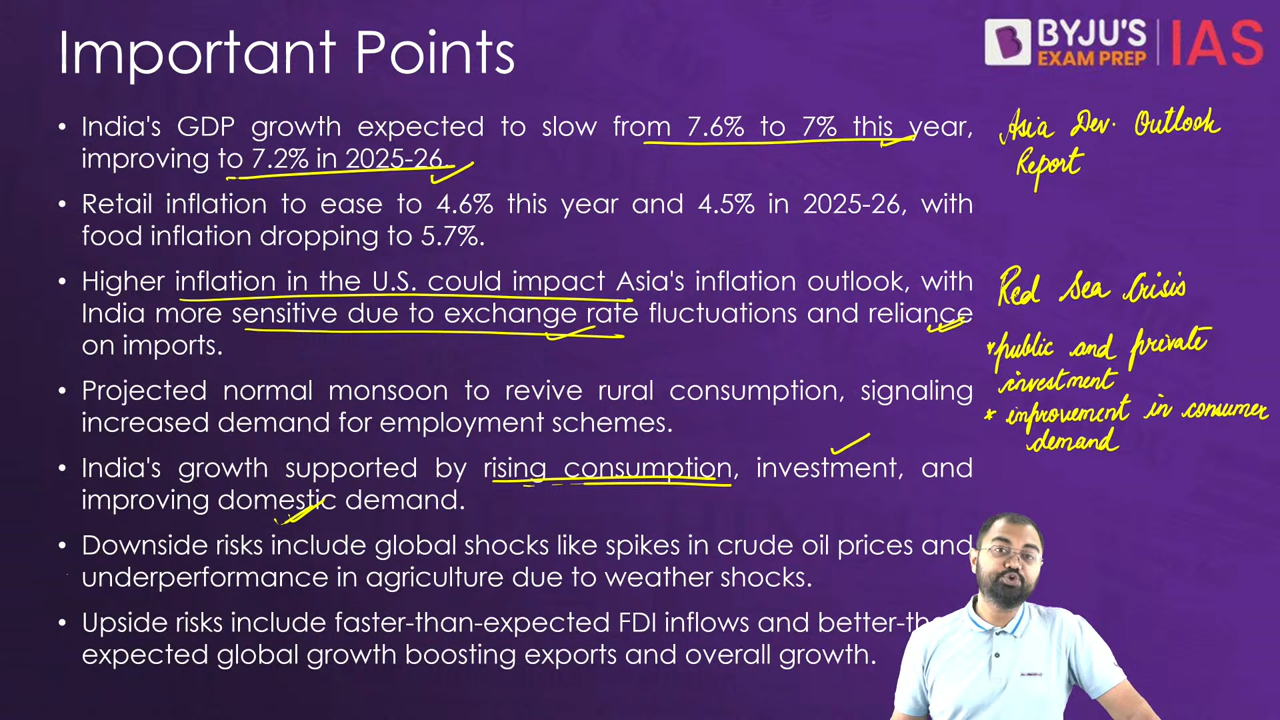 Important Points
BYJU'S
EXAM PREP
IAS
• India's GDP growth expected to slow from 7.6% to 7% this year,
improving to 7.2% in 2025-26.
• Retail inflation to ease to 4.6% this year and 4.5% in 2025-26, with
food inflation dropping to 5.7%.
• Higher inflation in the U.S. could impact Asia's inflation outlook, with
India more sensitive due to exchange rate fluctuations and reliance
on imports.
• Projected normal monsoon to revive rural consumption, signaling
increased demand for employment schemes.
• India's growth supported by rising consumption, investment, and
improving domestic demand.
• Downside risks include global shocks like spikes in crude oil prices and
underperformance in agriculture due to weather shocks.
• Upside risks include faster-than-expected FDI inflows and
expected global growth boosting exports and overall growth.
Asia Dev. Outlook
Report
Red Sea Crisis
* public and private
investment
* improvement in consumer
demand